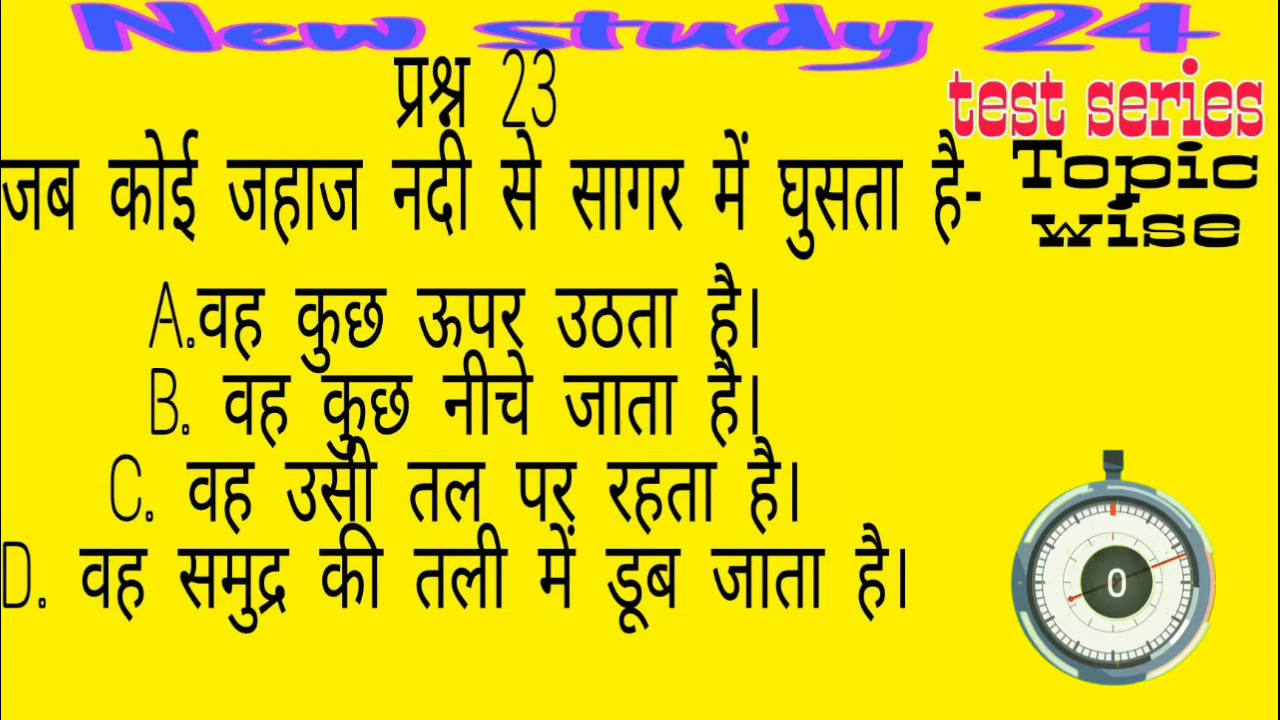 New study 24
प्रश्न 23
test series
Topic
wise
जब कोई जहाज नदी से सागर में घुसता है-
A.वह कुछ ऊपर उठता है।
B. वह कुछ नीचे जाता है।
C. वह उसी तल पर रहता है।
D. वह समुद्र की तली में डूब जाता है।
0